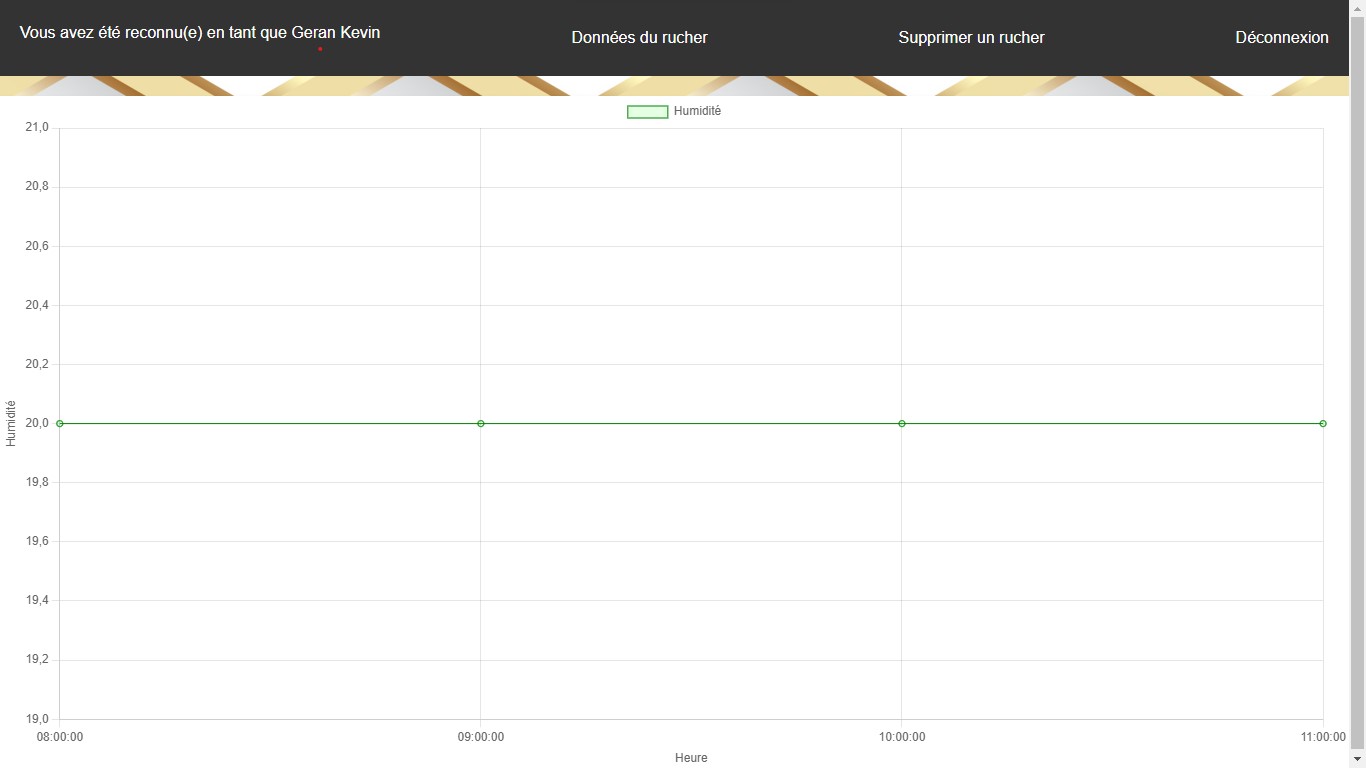 Vous avez été reconnu(e) en tant que Geran Kevin
Données du rucher
Supprimer un rucher
Déconnexion
Humidité
21,0
20,8
20,6
20,4
20,2
20,0
19,8
19,6
19,4
19,2
19,0
Humidité
08:00:00
09:00:00
10:00:00
11:00:00
Heure